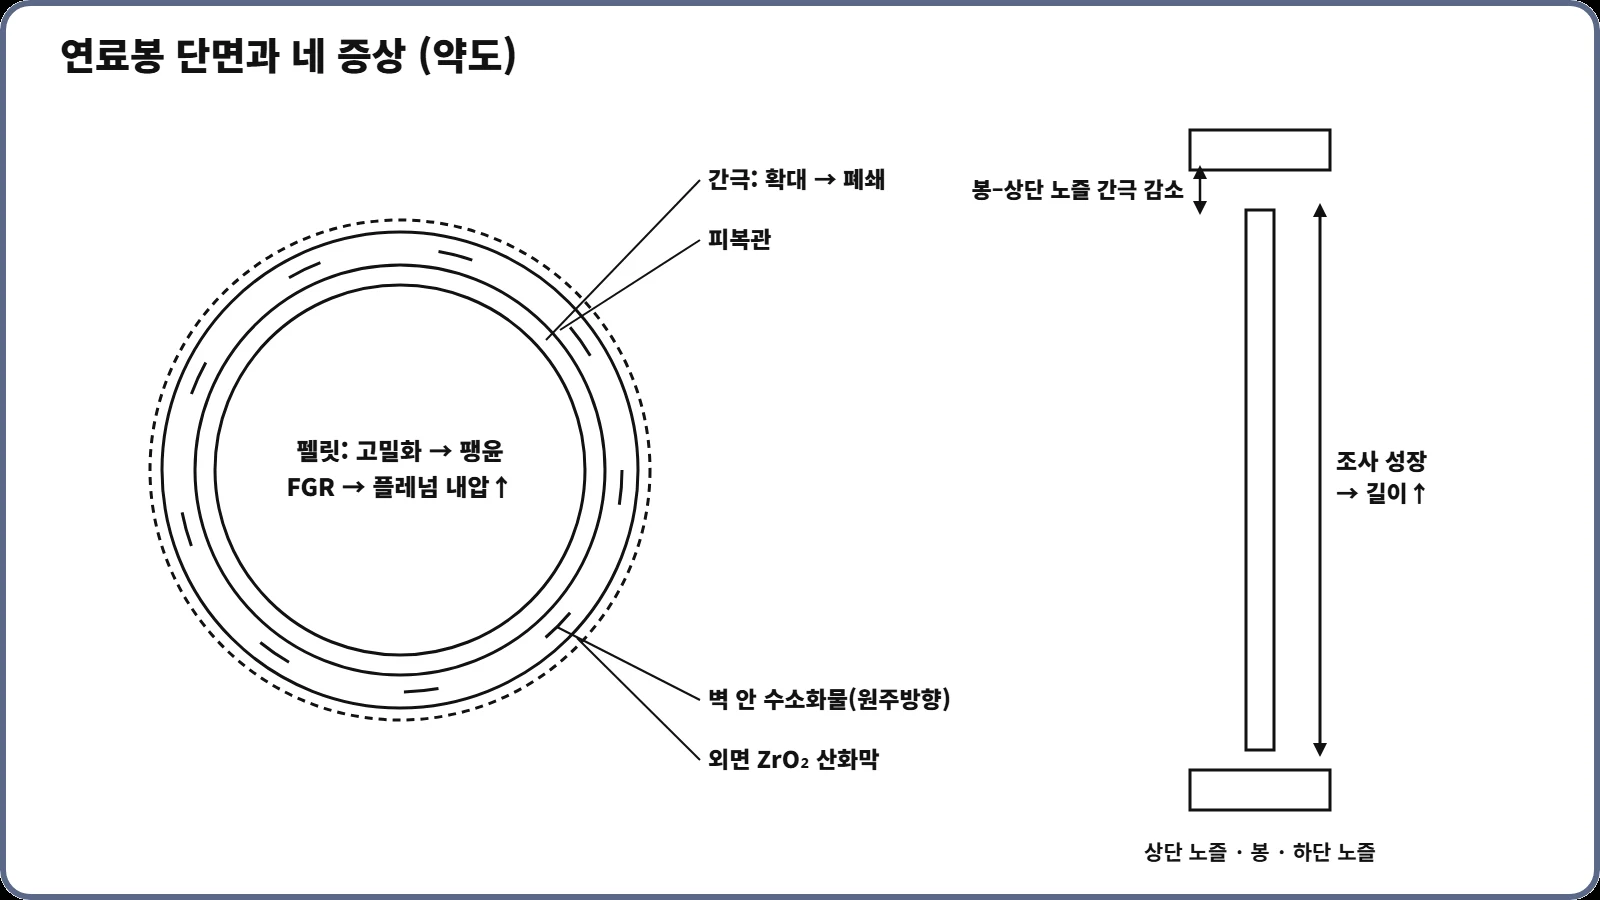 연료봉 단면과 네 증상 (약도)
간극: 확대 → 폐쇄
피복관
펠릿: 고밀화 → 팽윤
FGR → 플레넘 내압↑
벽 안 수소화물(원주방향)
외면 ZrO₂ 산화막
봉–상단 노즐 간극 감소
조사 성장
→ 길이↑
상단 노즐 · 봉 · 하단 노즐